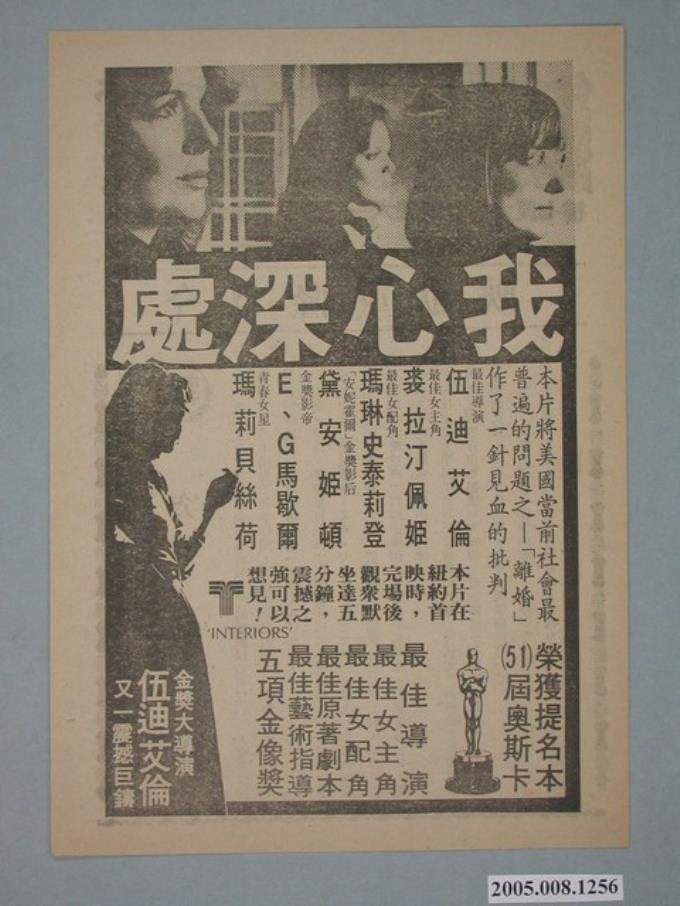 我心深處
本片將美國當前社會最
普遍的問題之一「離婚」
作了一針見血的批判
最佳導演
伍迪艾倫
最佳女主角
裘拉汀佩姬
最佳女配角
瑪琳史泰莉登
「安妮霍爾」金獎影后
黛安姬頓
金獎影帝
E、G馬歇爾
青春女星
瑪莉貝絲荷
本片在
紐約首
映時，
完場後
觀衆默
坐達五
分鐘，
震撼之
強可以
想見！
'INTERIORS'
榮獲提名本
(51)屆奧斯卡
最佳導演
最佳女主角
最佳女配角
最佳原著劇本
最佳藝術指導
五項金像獎
金獎大導演
伍迪艾倫
又一震撼巨鑄
2005.008.1256